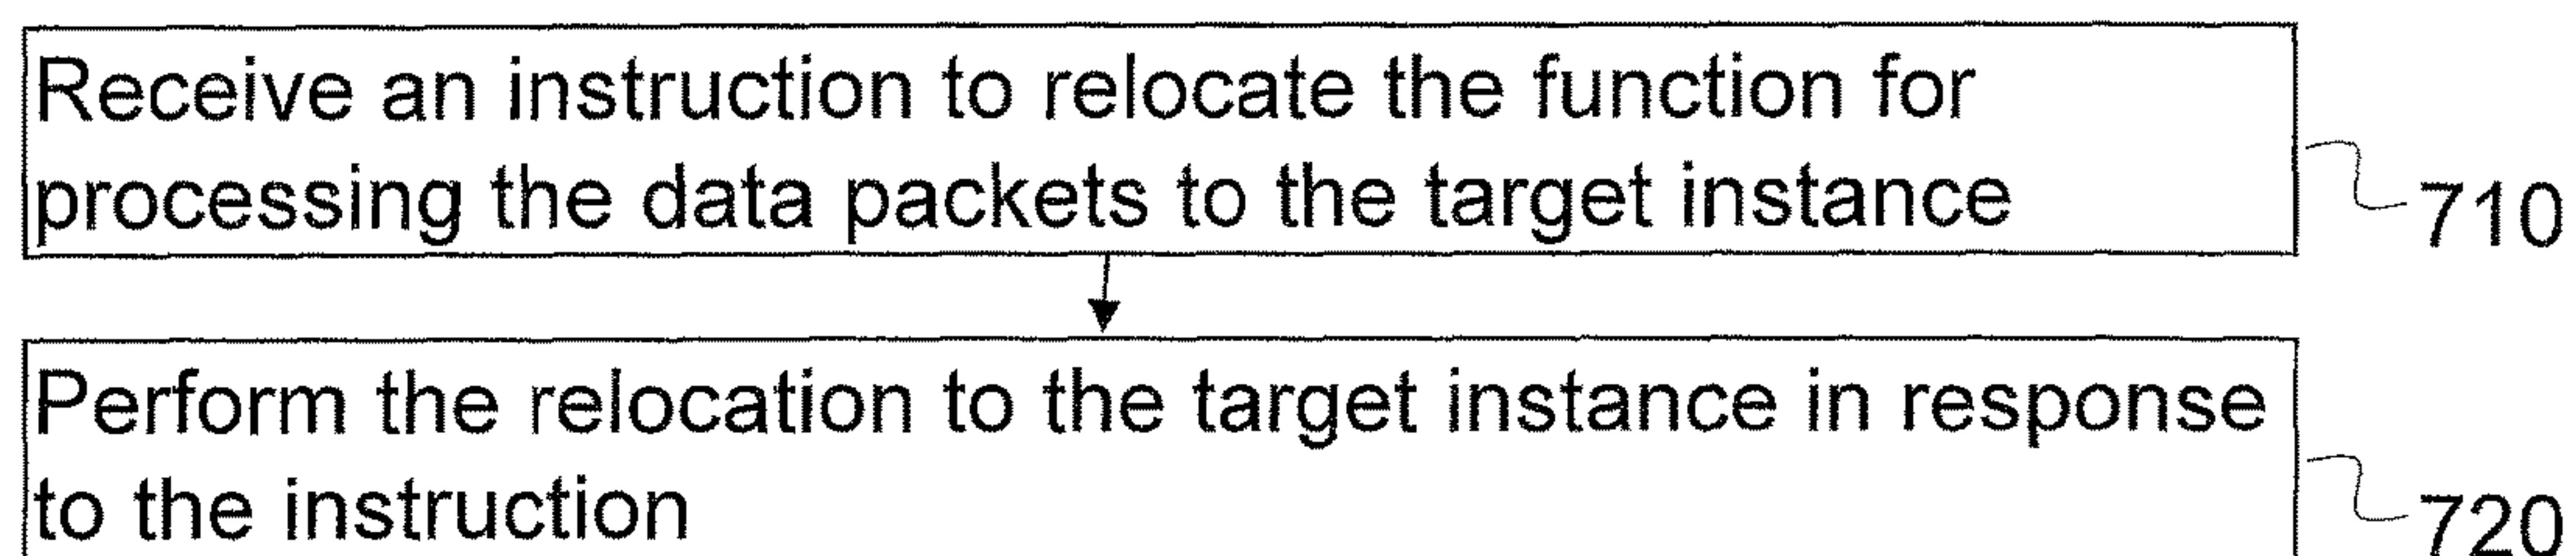 Receive an instruction to relocate the function for
processing the data packets to the target instance
710
Perform the relocation to the target instance in response
to the instruction
720